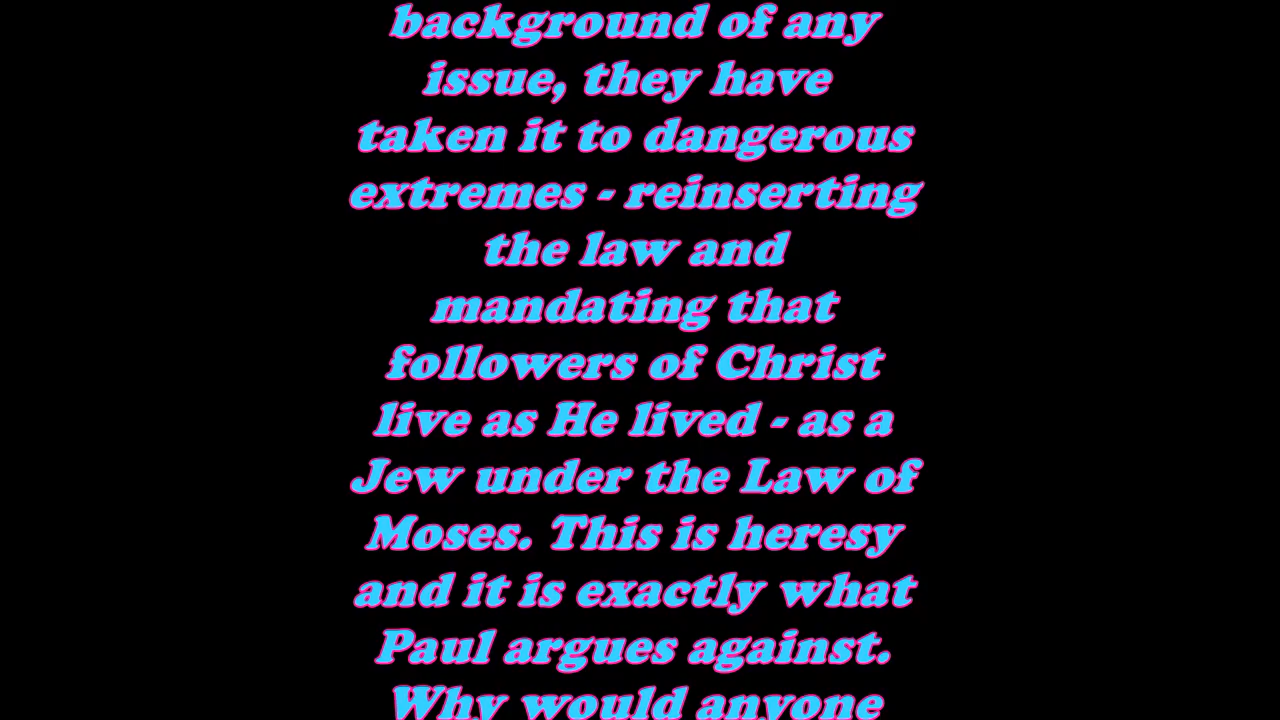 background of any
issue, they have
taken it to dangerous
extremes - reinserting
the law and
mandating that
followers of Christ
live as He lived - as a
Jew under the Law of
Moses. This is heresy
and it is exactly what
Paul argues against.
Why would anyone